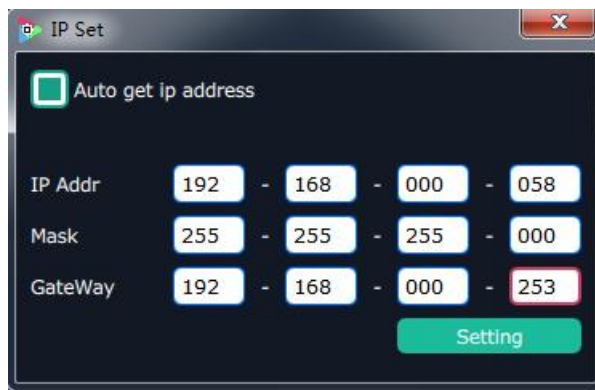 IP Set
Auto get ip address
IP Addr 192 - 168 - 000 - 058
Mask 255 - 255 - 255 - 000
GateWay 192 - 168 - 000 - 253
Setting